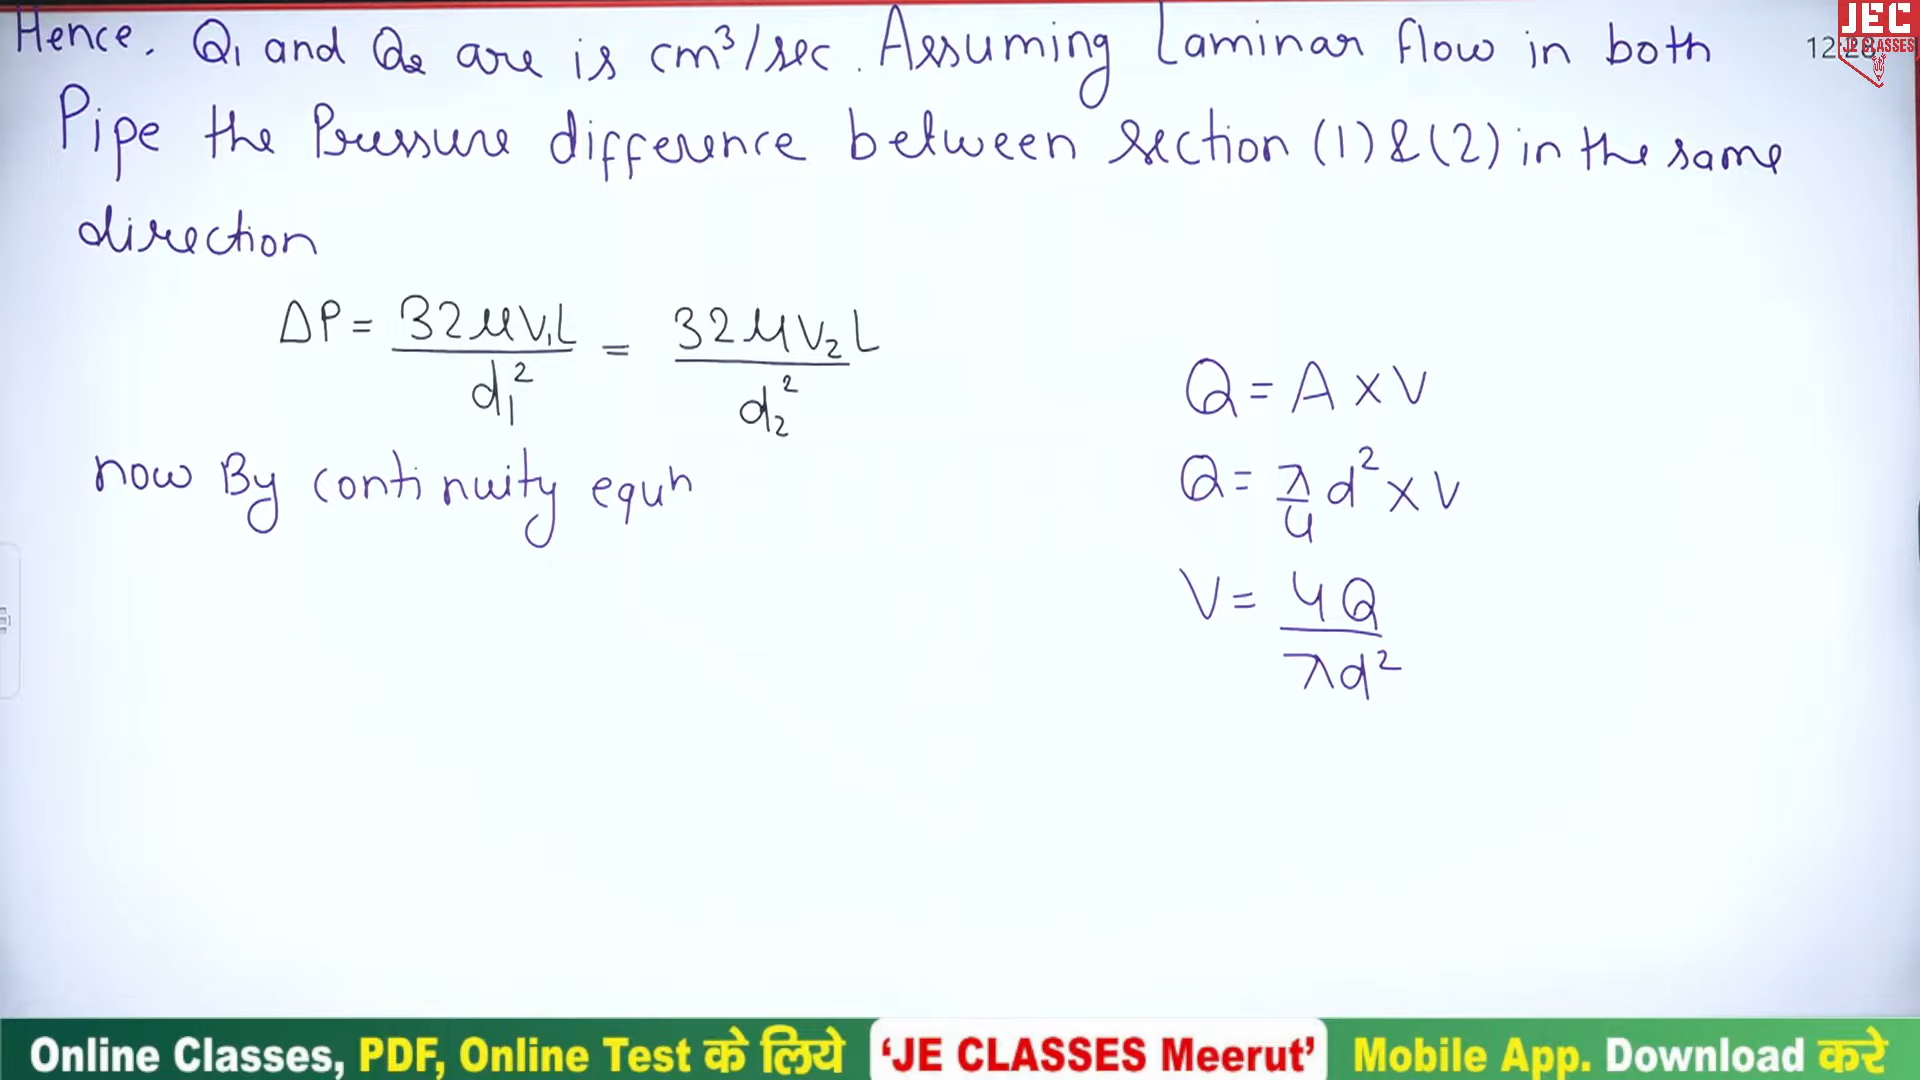 Hence. Q₁ and Q₂ are is cm³/sec. Assuming Laminar flow in both
Pipe the Pressure difference between section (1) & (2) in the same
direction
ΔP = 32μV₁L / d₁² = 32μV₂L / d₂²
now By continuity equn
Q = A × V
Q = π/4 d² × V
V = 4Q / πd²
JEC
JE CLASSES
Online Classes, PDF, Online Test के लिये 'JE CLASSES Meerut' Mobile App. Download करे